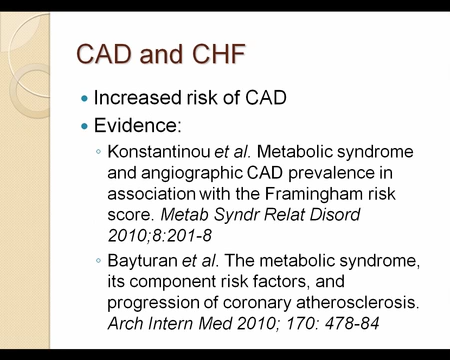 CAD and CHF
Increased risk of CAD
Evidence:
Konstantinou et al. Metabolic syndrome
and angiographic CAD prevalence in
association with the Framingham risk
score. Metab Syndr Relat Disord
2010;8:201-8
Bayturan et al. The metabolic syndrome,
its component risk factors, and
progression of coronary atherosclerosis.
Arch Intern Med 2010; 170: 478-84